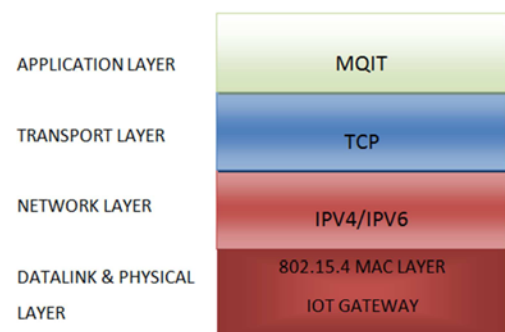 APPLICATION LAYER MQIT
TRANSPORT LAYER TCP
NETWORK LAYER IPV4/IPV6
DATALINK & PHYSICAL 802.15.4 MAC LAYER
LAYER IOT GATEWAY